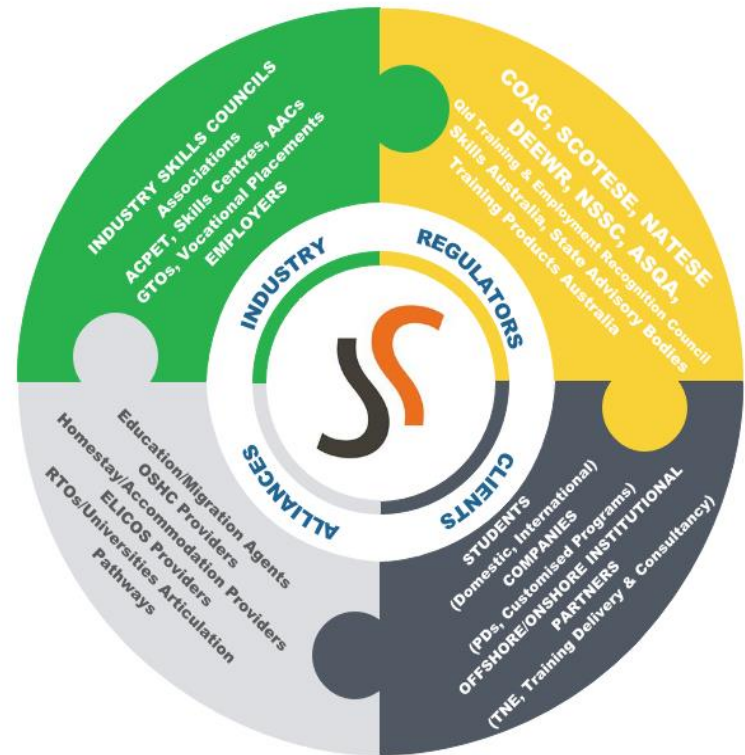 INDUSTRY SKILLS COUNCILS
Associations
ACPET, Skills Centres, AACs
GTOs, Vocational Placements
EMPLOYERS
COAG, SCOTESE, NATESE
DEEWR, NSSC, ASQA,
Qld Training & Employment Recognition Council
Skills Australia, State Advisory Bodies
Training Products Australia
INDUSTRY
REGULATORS
ALLIANCES
CLIENTS
Education/Migration Agents
OSHC Providers
Homestay/Accommodation Providers
ELICOS Providers
RTOs/Universities Articulation
Pathways
STUDENTS
(Domestic, International)
COMPANIES
(PDs, Customised Programs)
OFFSHORE/ONSHORE INSTITUTIONAL
PARTNERS
(TNE, Training Delivery & Consultancy)